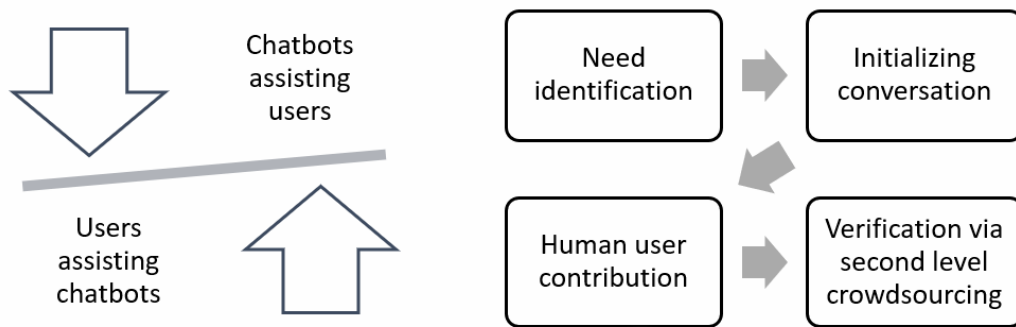 Chatbots
assisting
users
Users
assisting
chatbots
Need
identification
Initializing
conversation
Human user
contribution
Verification via
second level
crowdsourcing